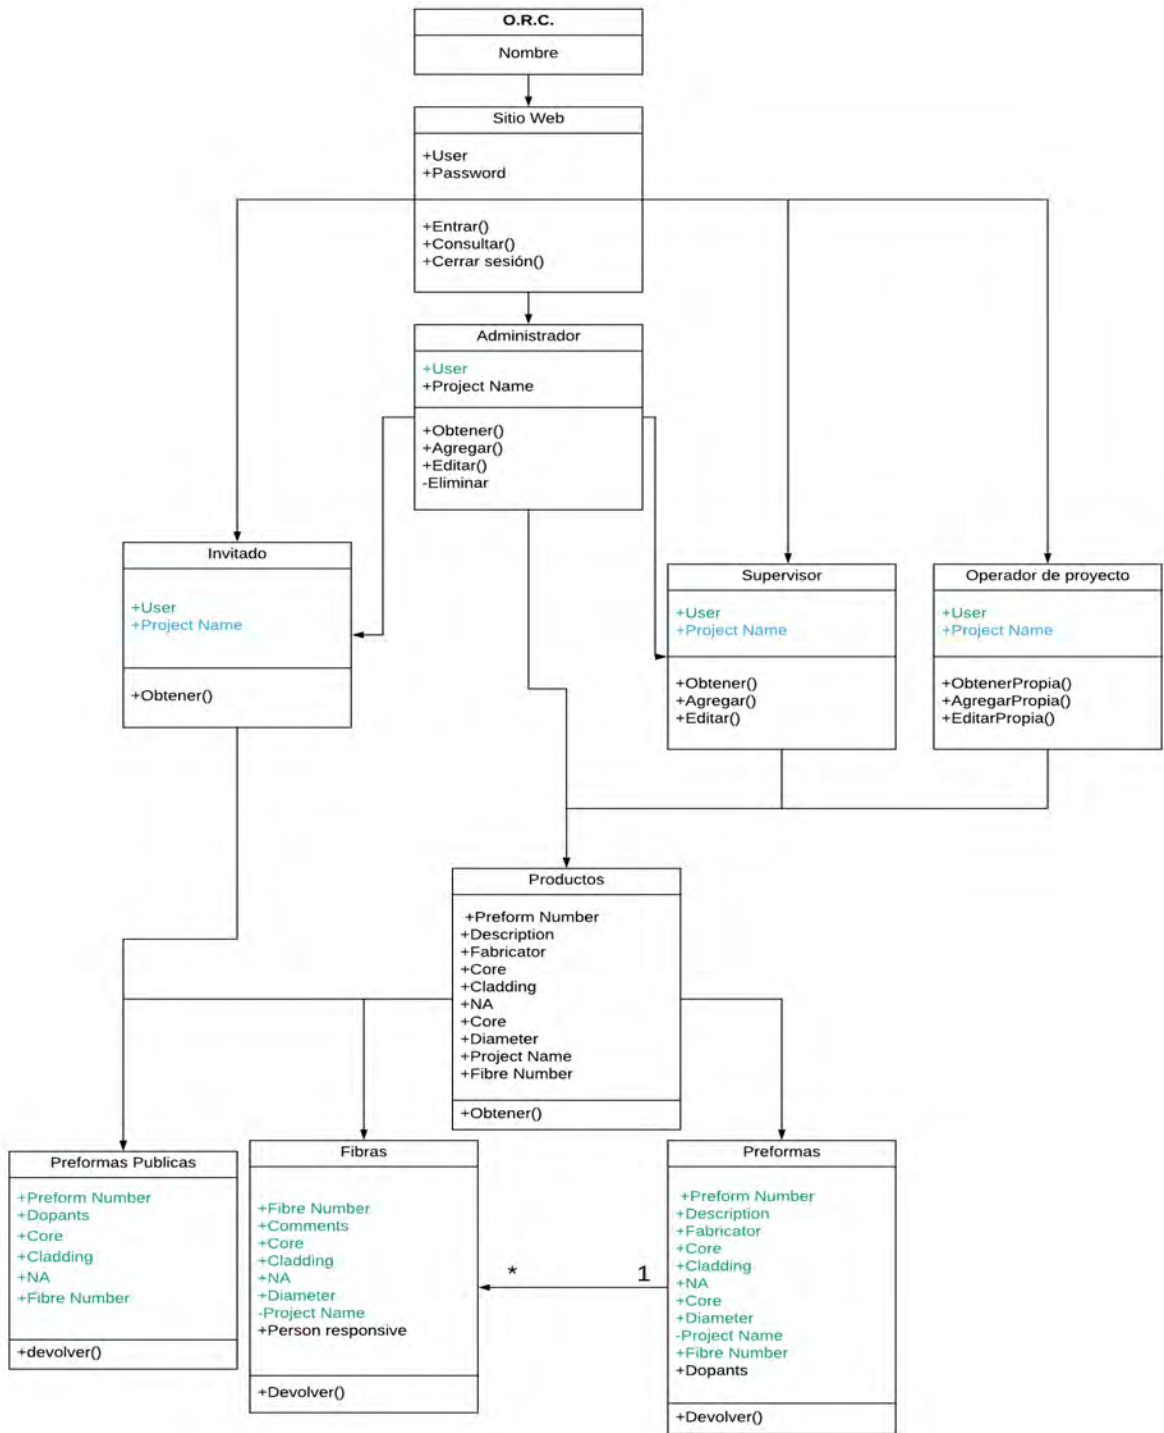 O.R.C.
Nombre
Sitio Web
+User
+Password
+Entrar()
+Consultar()
+Cerrar sesión()
Administrador
+User
+Project Name
+Obtener()
+Agregar()
+Editar()
-Eliminar
Invitado
+User
+Project Name
+Obtener()
Supervisor
+User
+Project Name
+Obtener()
+Agregar()
+Editar()
Operador de proyecto
+User
+Project Name
+ObtenerPropia()
+AgregarPropia()
+EditarPropia()
Productos
+Preform Number
+Description
+Fabricator
+Core
+Cladding
+NA
+Core
+Diameter
+Project Name
+Fibre Number
+Obtener()
Preformas Publicas
+Preform Number
+Dopants
+Core
+Cladding
+NA
+Fibre Number
+devolver()
Fibras
+Fibre Number
+Comments
+Core
+Cladding
+NA
+Diameter
-Project Name
+Person responsive
+Devolver()
* 1
Preformas
+Preform Number
+Description
+Fabricator
+Core
+Cladding
+NA
+Core
+Diameter
-Project Name
+Fibre Number
+Dopants
+Devolver()